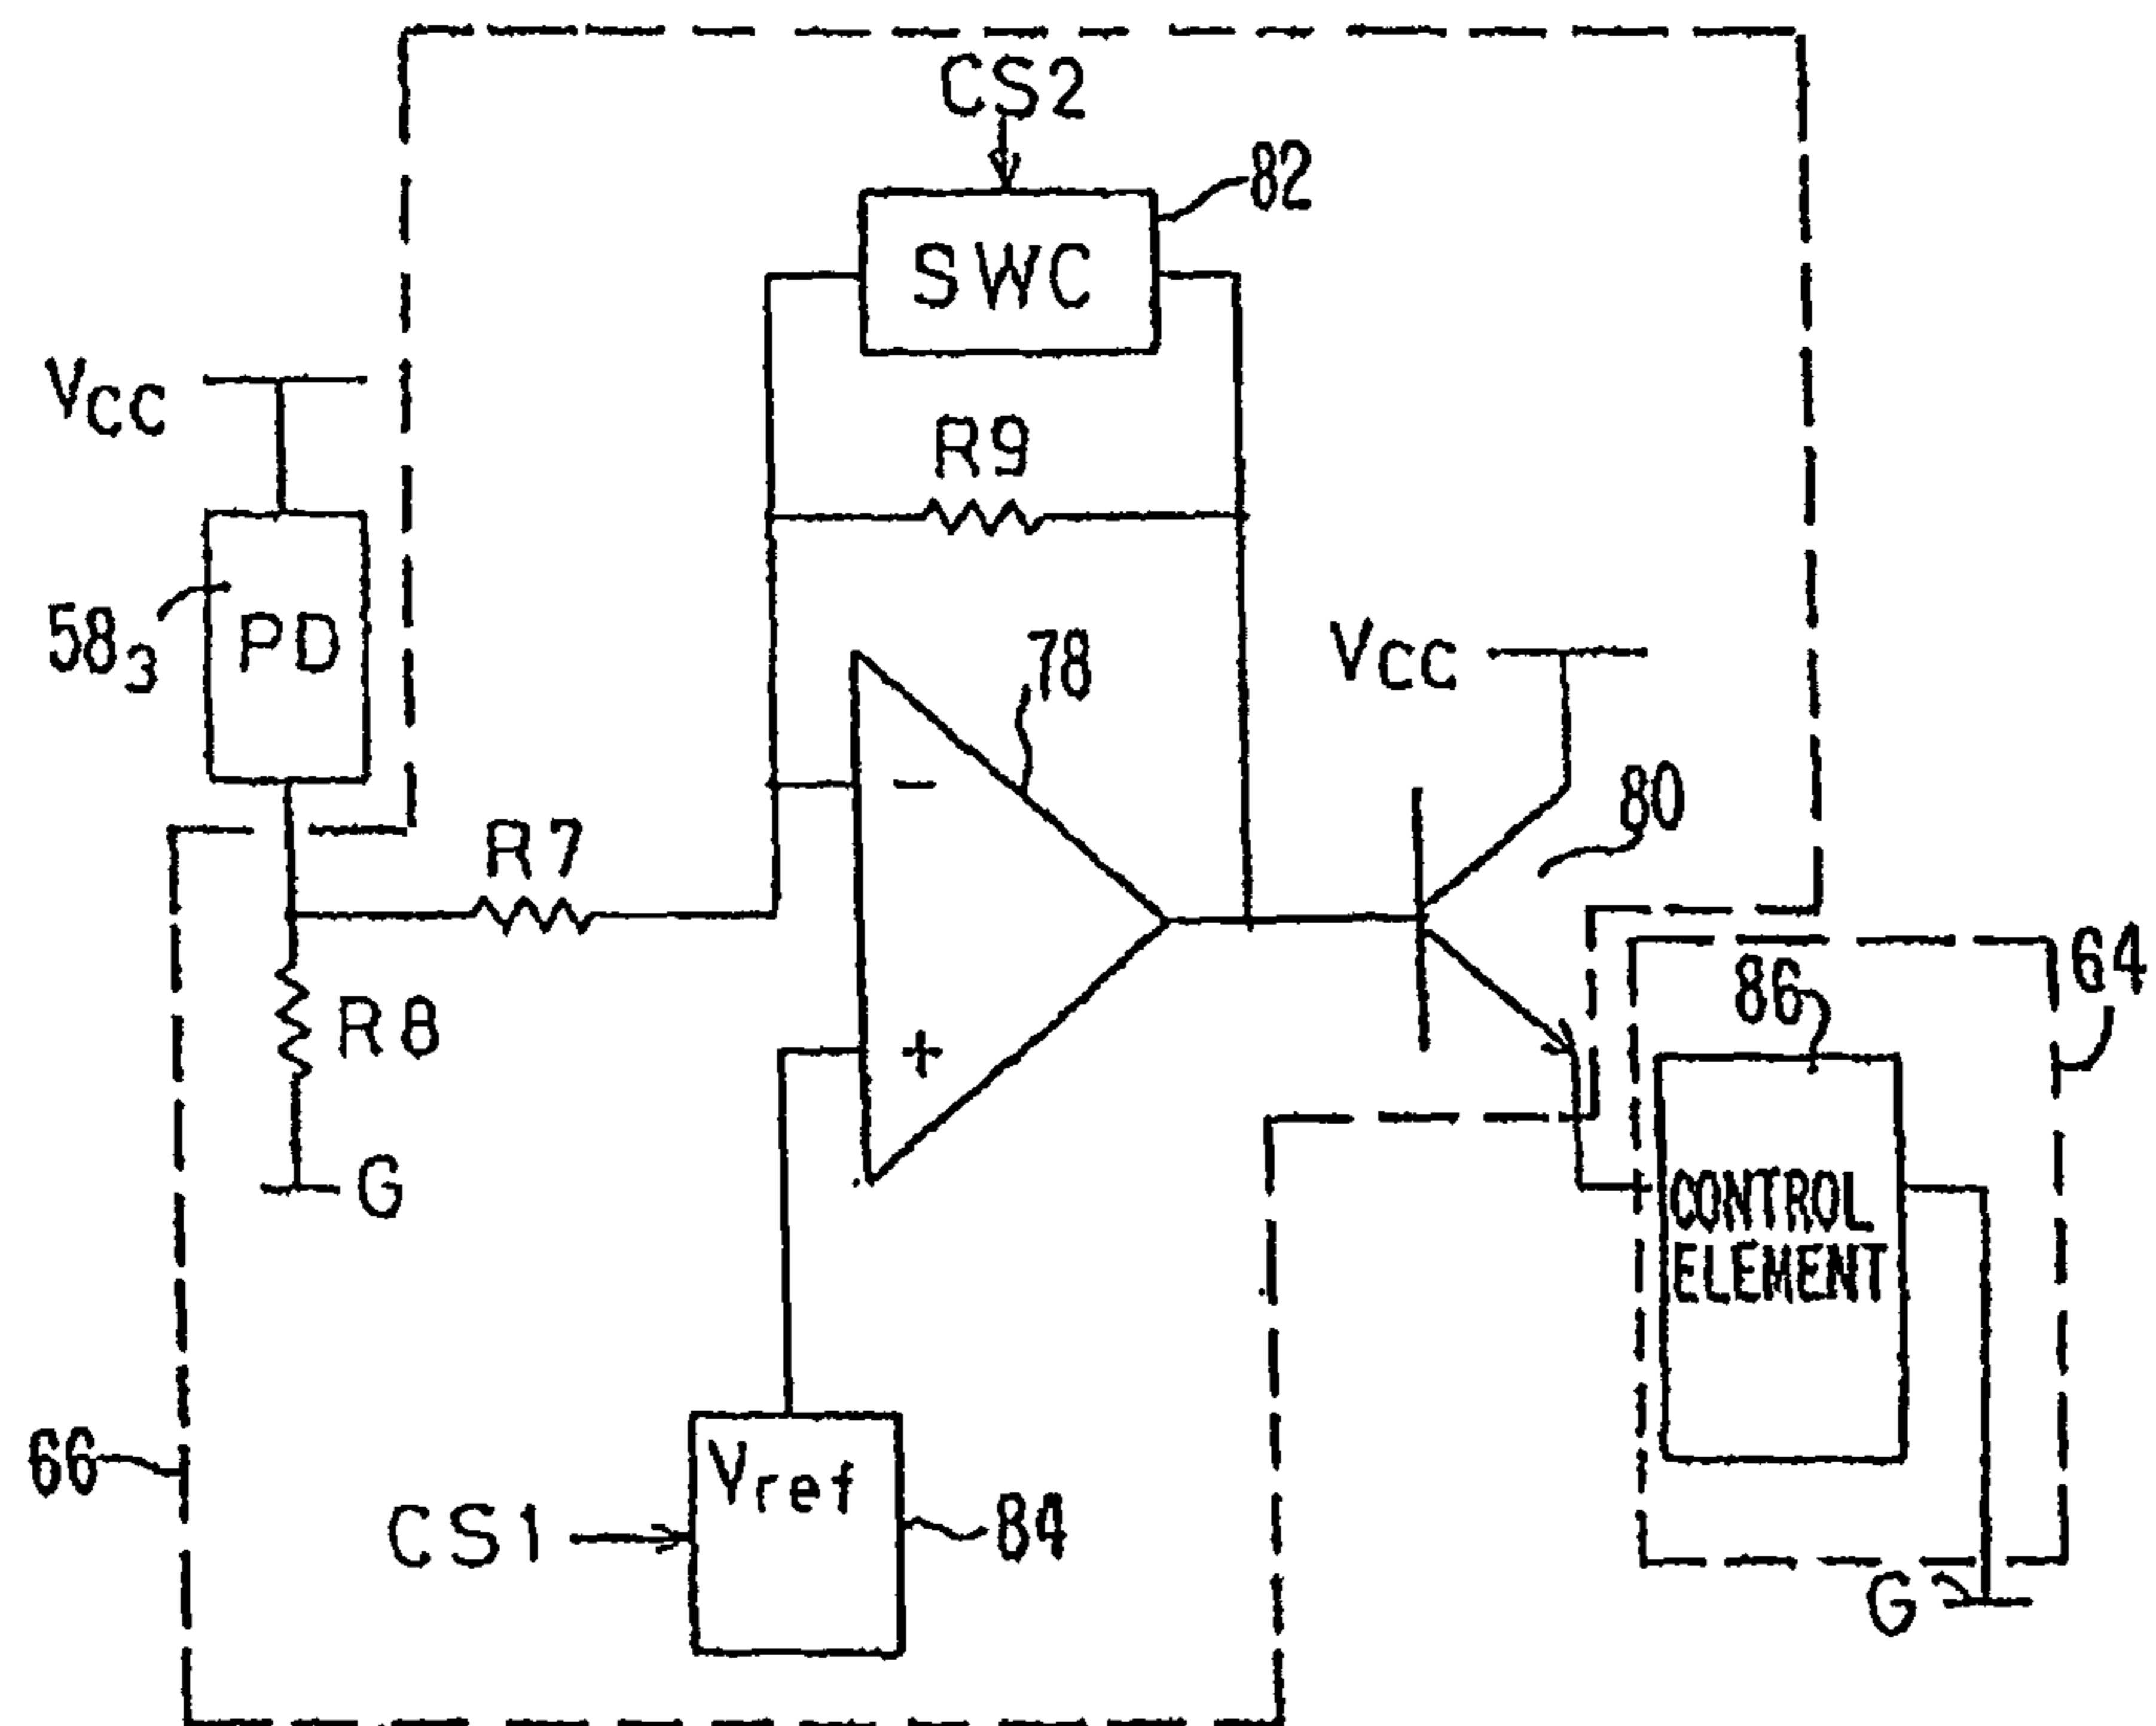 CS2
82
SWC
VCC
R9
583
PD
78
VCC
80
R7
64
86
R8
CONTROL
ELEMENT
G
66
Vref
CS1
84
G
-
+